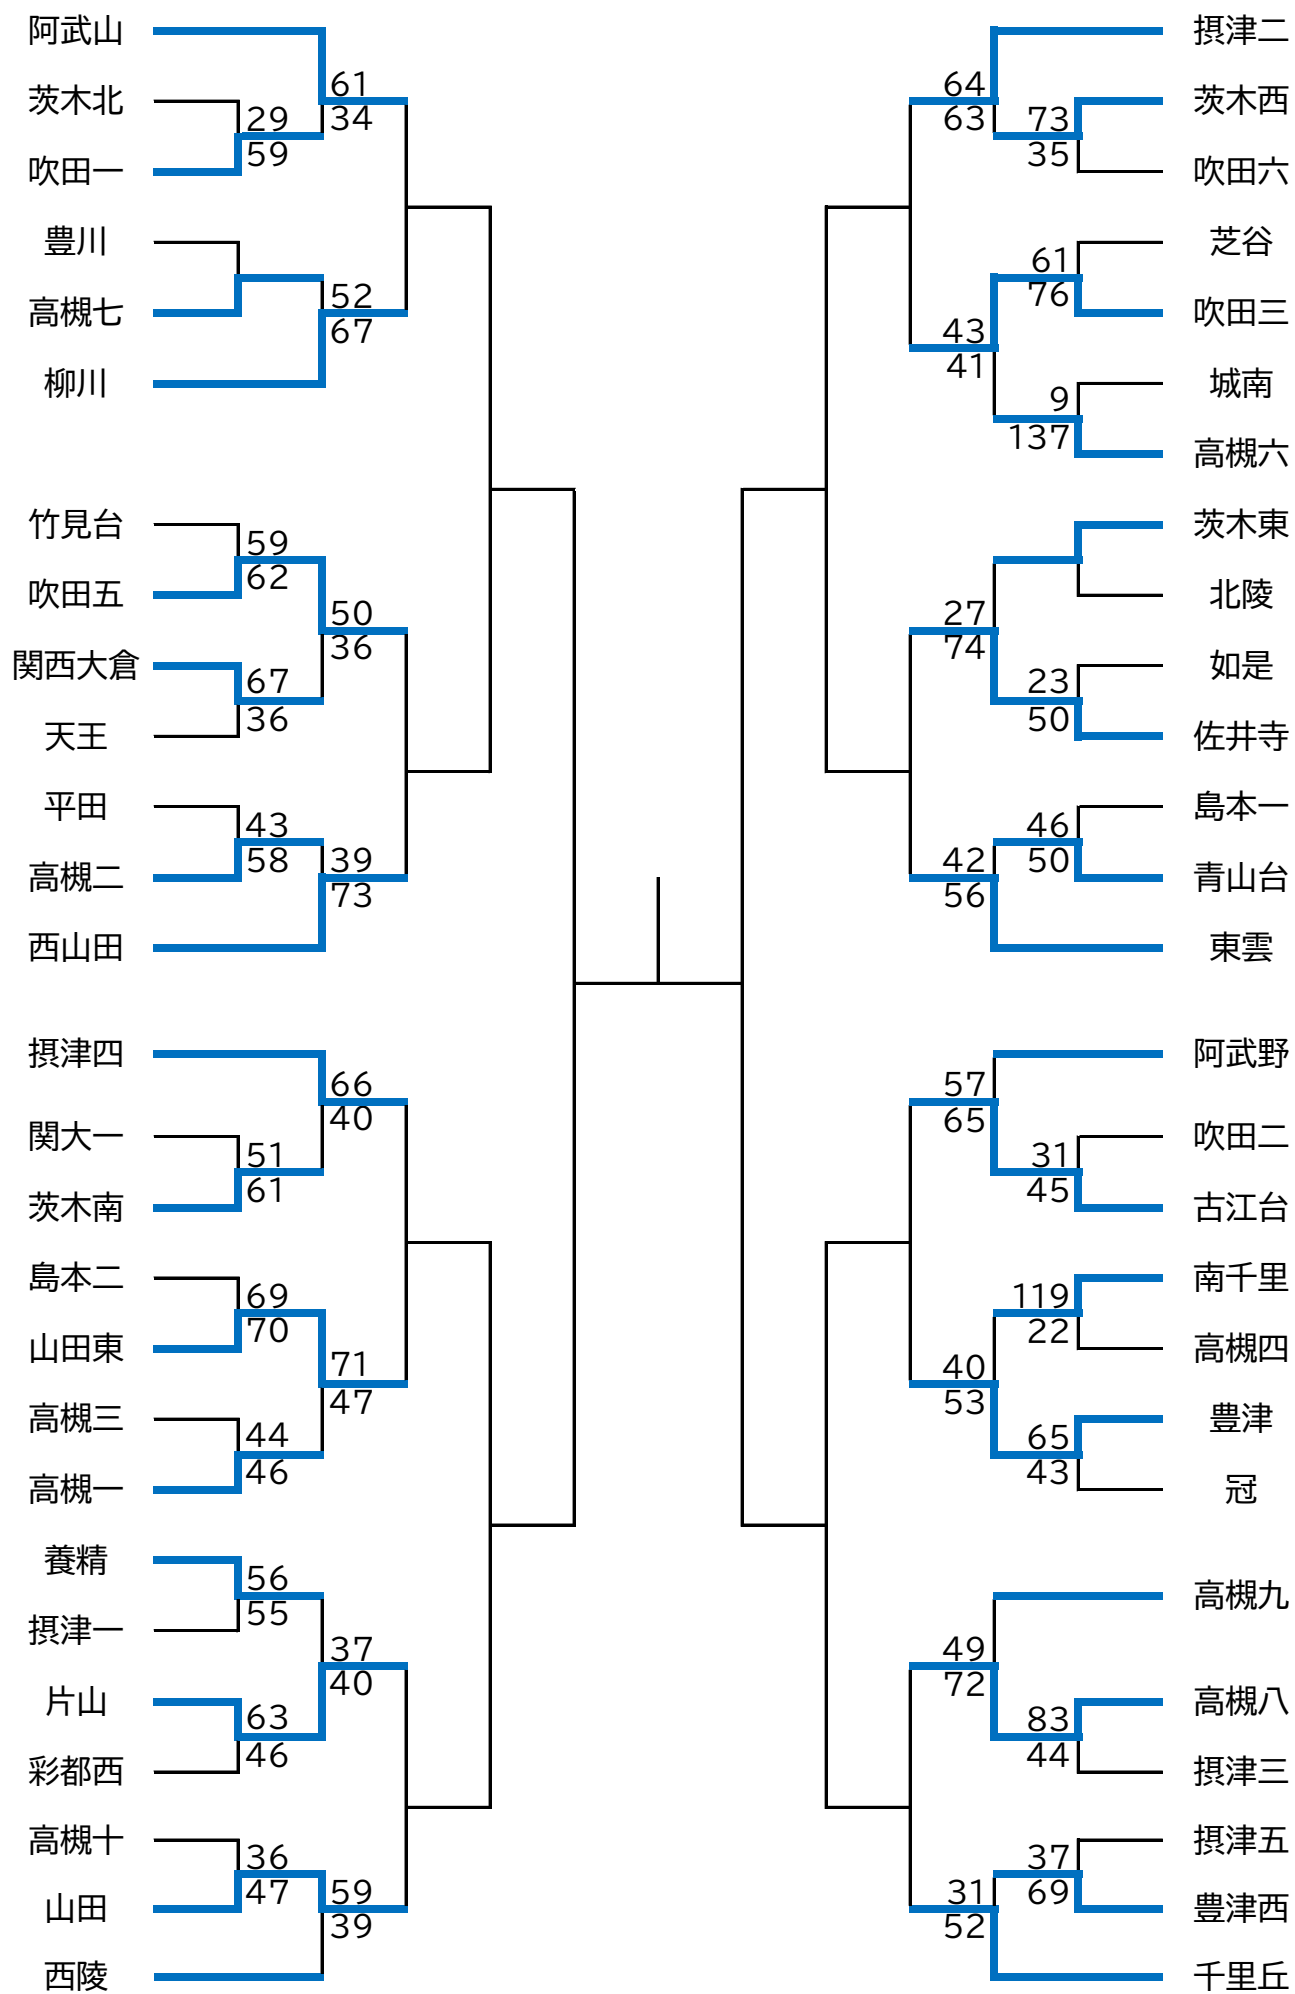 阿武山
茨木北
吹田一
豊川
高槻七
柳川
竹見台
吹田五
関西大倉
天王
平田
高槻二
西山田
摂津四
関大一
茨木南
島本二
山田東
高槻三
高槻一
養精
摂津一
片山
彩都西
高槻十
山田
西陵
29
59
59
62
67
36
43
58
51
61
69
70
44
46
56
55
63
46
36
47
61
34
52
67
50
36
39
73
66
40
71
47
37
40
59
39
64
63
43
41
27
74
42
56
57
65
40
53
49
72
31
52
73
35
61
76
9
137
23
50
46
50
31
45
119
22
65
43
83
44
37
69
摂津二
茨木西
吹田六
芝谷
吹田三
城南
高槻六
茨木東
北陵
如是
佐井寺
島本一
青山台
東雲
阿武野
吹田二
古江台
南千里
高槻四
豊津
冠
高槻九
高槻八
摂津三
摂津五
豊津西
千里丘